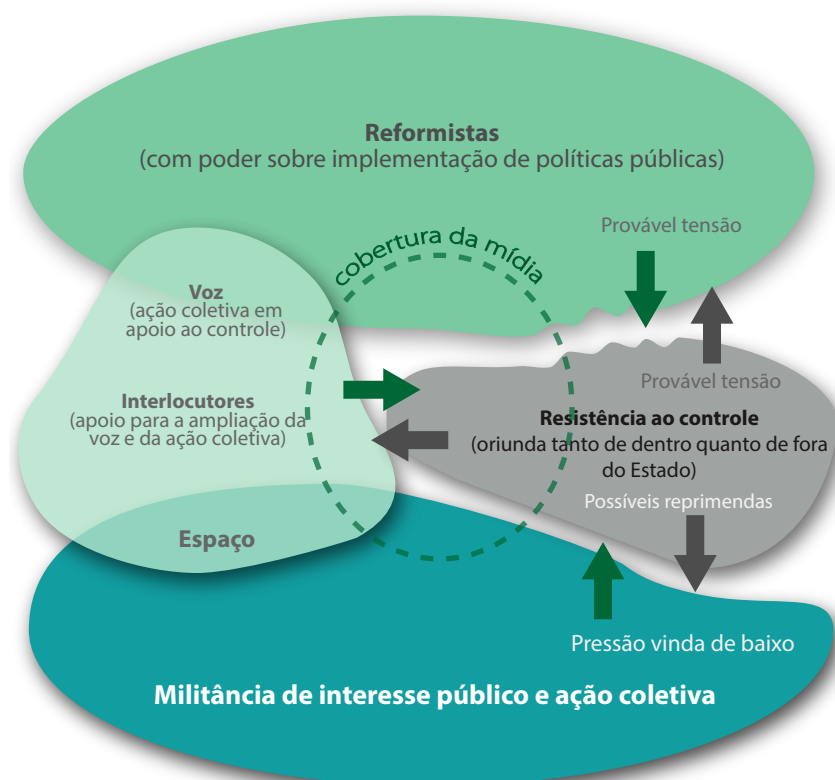 Reformistas
(com poder sobre implementação de políticas públicas)
cobertura da mídia
Provável tensão
Voz
(ação coletiva em
apoio ao controle)
Provável tensão
Interlocutores
(apoio para a ampliação da
voz e da ação coletiva)
Resistência ao controle
(oriunda tanto de dentro quanto de fora
do Estado)
Possíveis reprimendas
Espaço
Pressão vinda de baixo
Militância de interesse público e ação coletiva